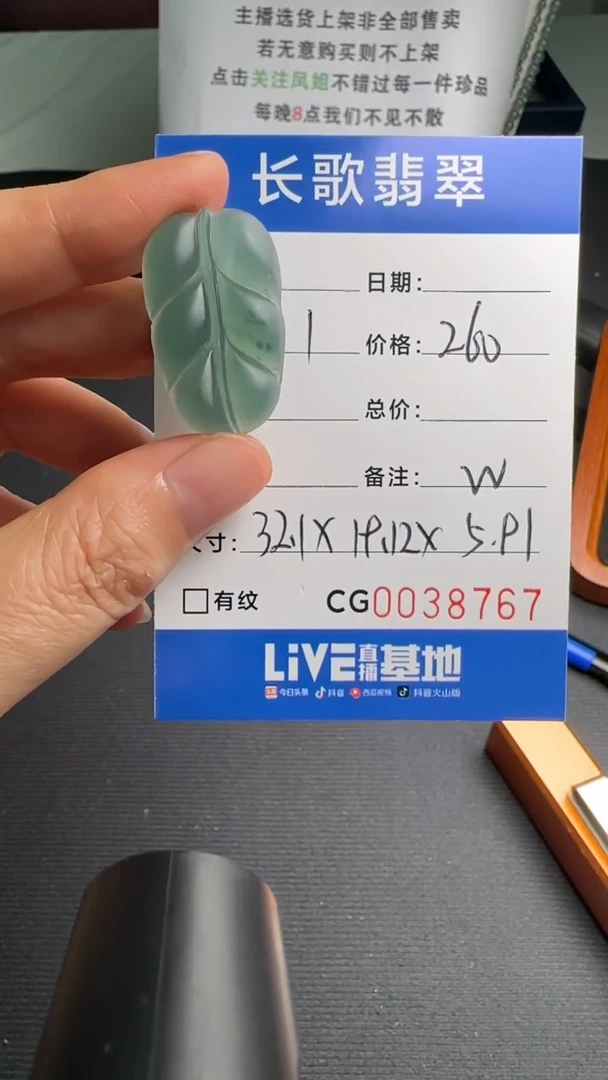 主播选货上架非全部售卖
若无意购买则不上架
点击关注凤姐不错过每一件珍品
每晚8点我们不见不散
长歌翡翠
日期：
1 价格：260
总价：
备注：W
寸：32.1X 19.12X 5.91
□有纹 CG0038767
LiVE直播基地
今日头条 抖音 西瓜视频 抖音火山版